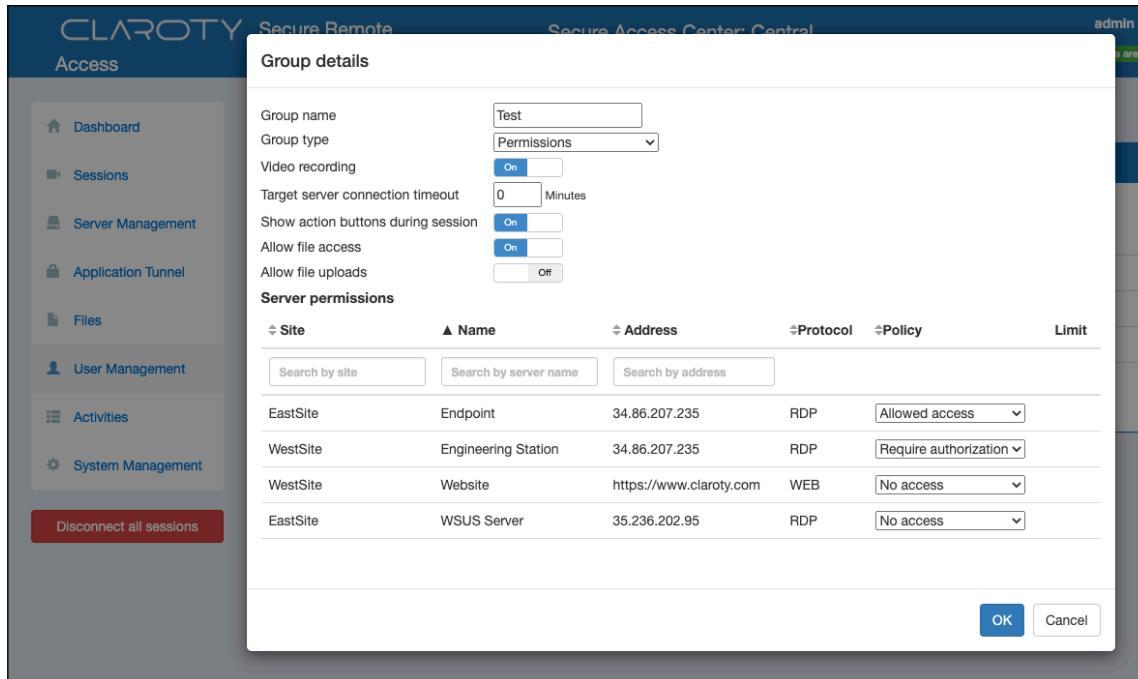 CLAROTY Secure Remote Secure Access Center: Central admin
Access
Group details
Group name Test
Group type Permissions
Video recording On
Target server connection timeout 0 Minutes
Show action buttons during session On
Allow file access On
Allow file uploads Off
Server permissions
Site Name Address Protocol Policy Limit
Search by site Search by server name Search by address
EastSite Endpoint 34.86.207.235 RDP Allowed access
WestSite Engineering Station 34.86.207.235 RDP Require authorization
WestSite Website https://www.claroty.com WEB No access
EastSite WSUS Server 35.236.202.95 RDP No access
OK Cancel
Dashboard
Sessions
Server Management
Application Tunnel
Files
User Management
Activities
System Management
Disconnect all sessions